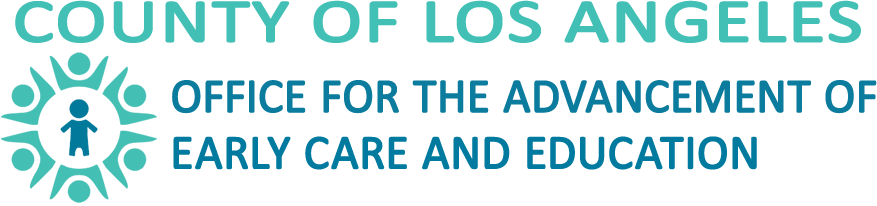 COUNTY OF LOS ANGELES
OFFICE FOR THE ADVANCEMENT OF
EARLY CARE AND EDUCATION